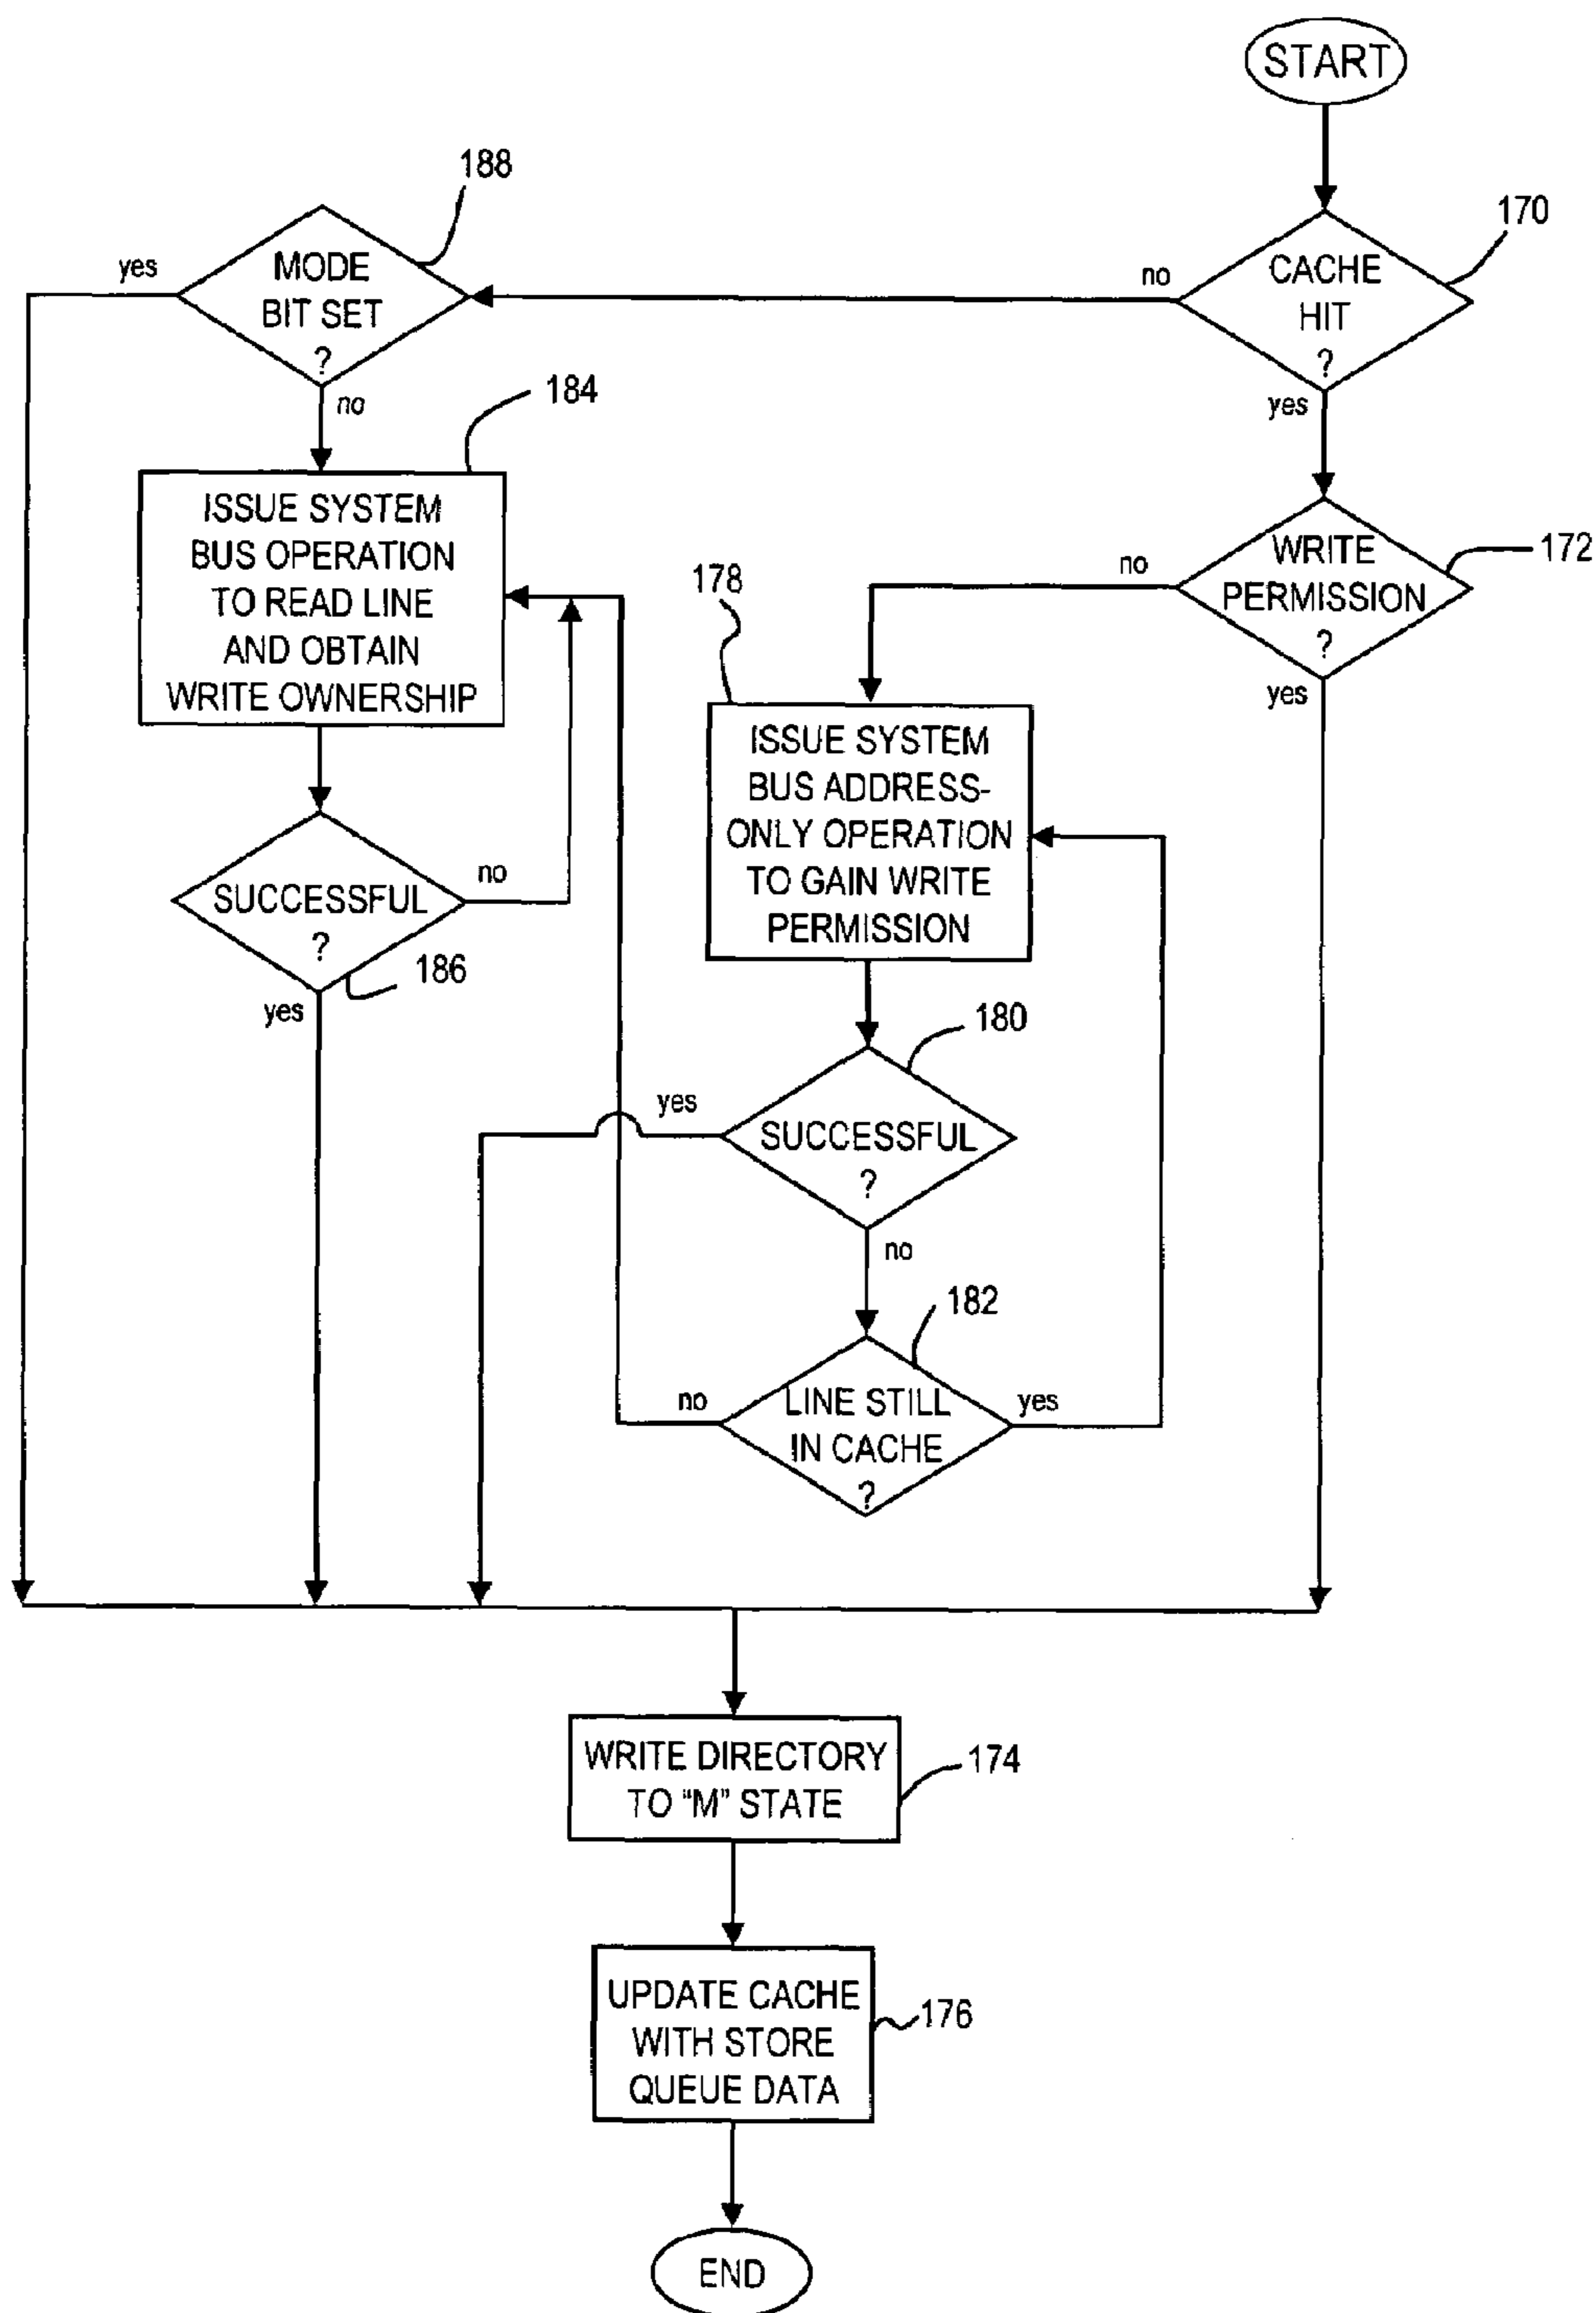 START
188
170
yes
MODE
BIT SET
?
no
CACHE
HIT
?
184
no
yes
ISSUE SYSTEM
BUS OPERATION
TO READ LINE
AND OBTAIN
WRITE OWNERSHIP
178
no
WRITE
PERMISSION
?
172
yes
ISSUE SYSTEM
BUS ADDRESS-
ONLY OPERATION
TO GAIN WRITE
PERMISSION
SUCCESSFUL
?
no
186
yes
180
yes
SUCCESSFUL
?
no
182
no
LINE STILL
IN CACHE
?
yes
WRITE DIRECTORY
TO “M” STATE
174
UPDATE CACHE
WITH STORE
QUEUE DATA
176
END